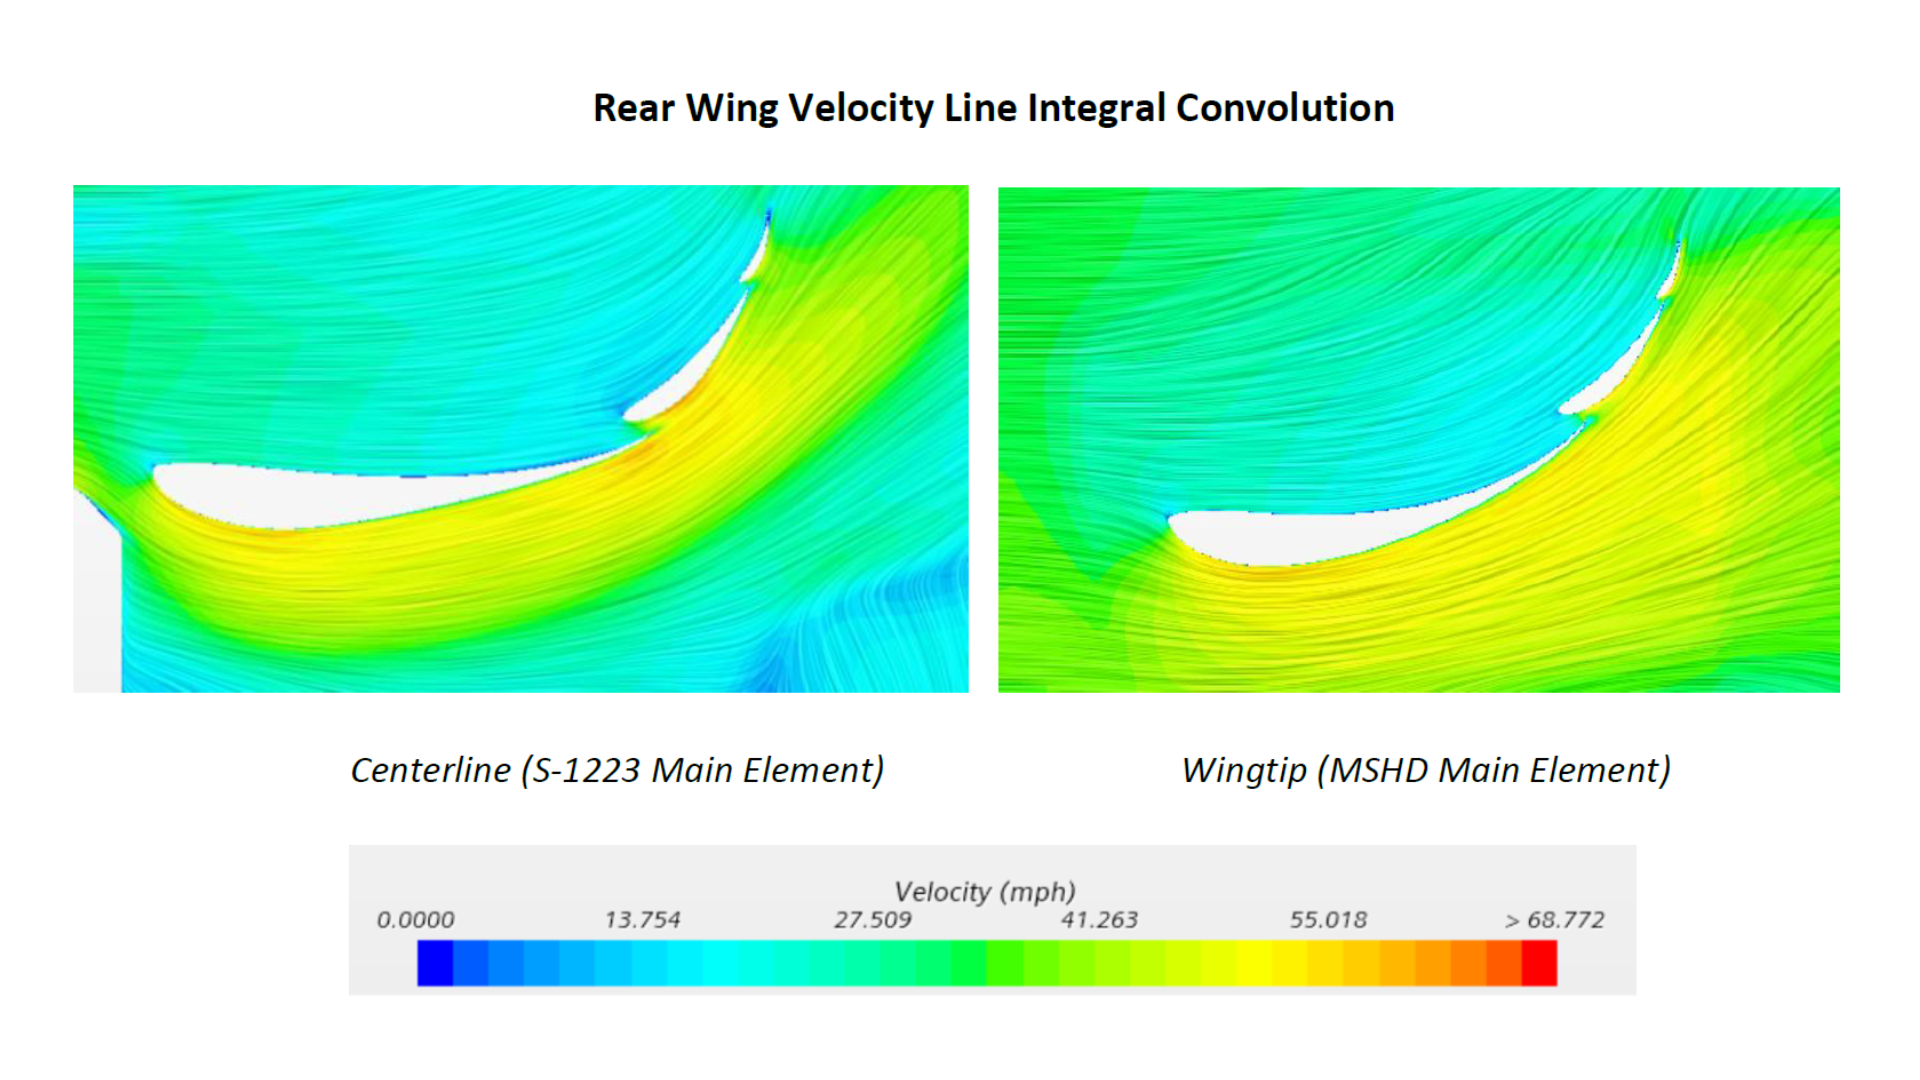 Rear Wing Velocity Line Integral Convolution
Centerline (S-1223 Main Element)
Wingtip (MSHD Main Element)
Velocity (mph)
0.0000 13.754 27.509 41.263 55.018 > 68.772